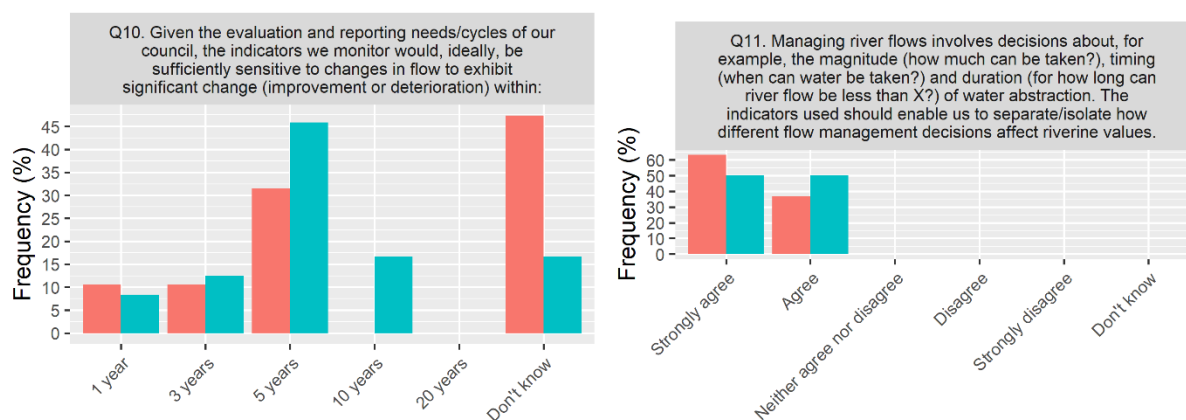 Q10. Given the evaluation and reporting needs/cycles of our
council, the indicators we monitor would, ideally, be
sufficiently sensitive to changes in flow to exhibit
significant change (improvement or deterioration) within:
Frequency (%)
45
40
35
30
25
20
15
10
5
0
1 year
3 years
5 years
10 years
20 years
Don't know
Q11. Managing river flows involves decisions about, for
example, the magnitude (how much can be taken?), timing
(when can water be taken?) and duration (for how long can
river flow be less than X?) of water abstraction. The
indicators used should enable us to separate/isolate how
different flow management decisions affect riverine values.
Frequency (%)
60
50
40
30
20
10
0
Strongly agree
Agree
Neither agree nor disagree
Disagree
Strongly disagree
Don't know